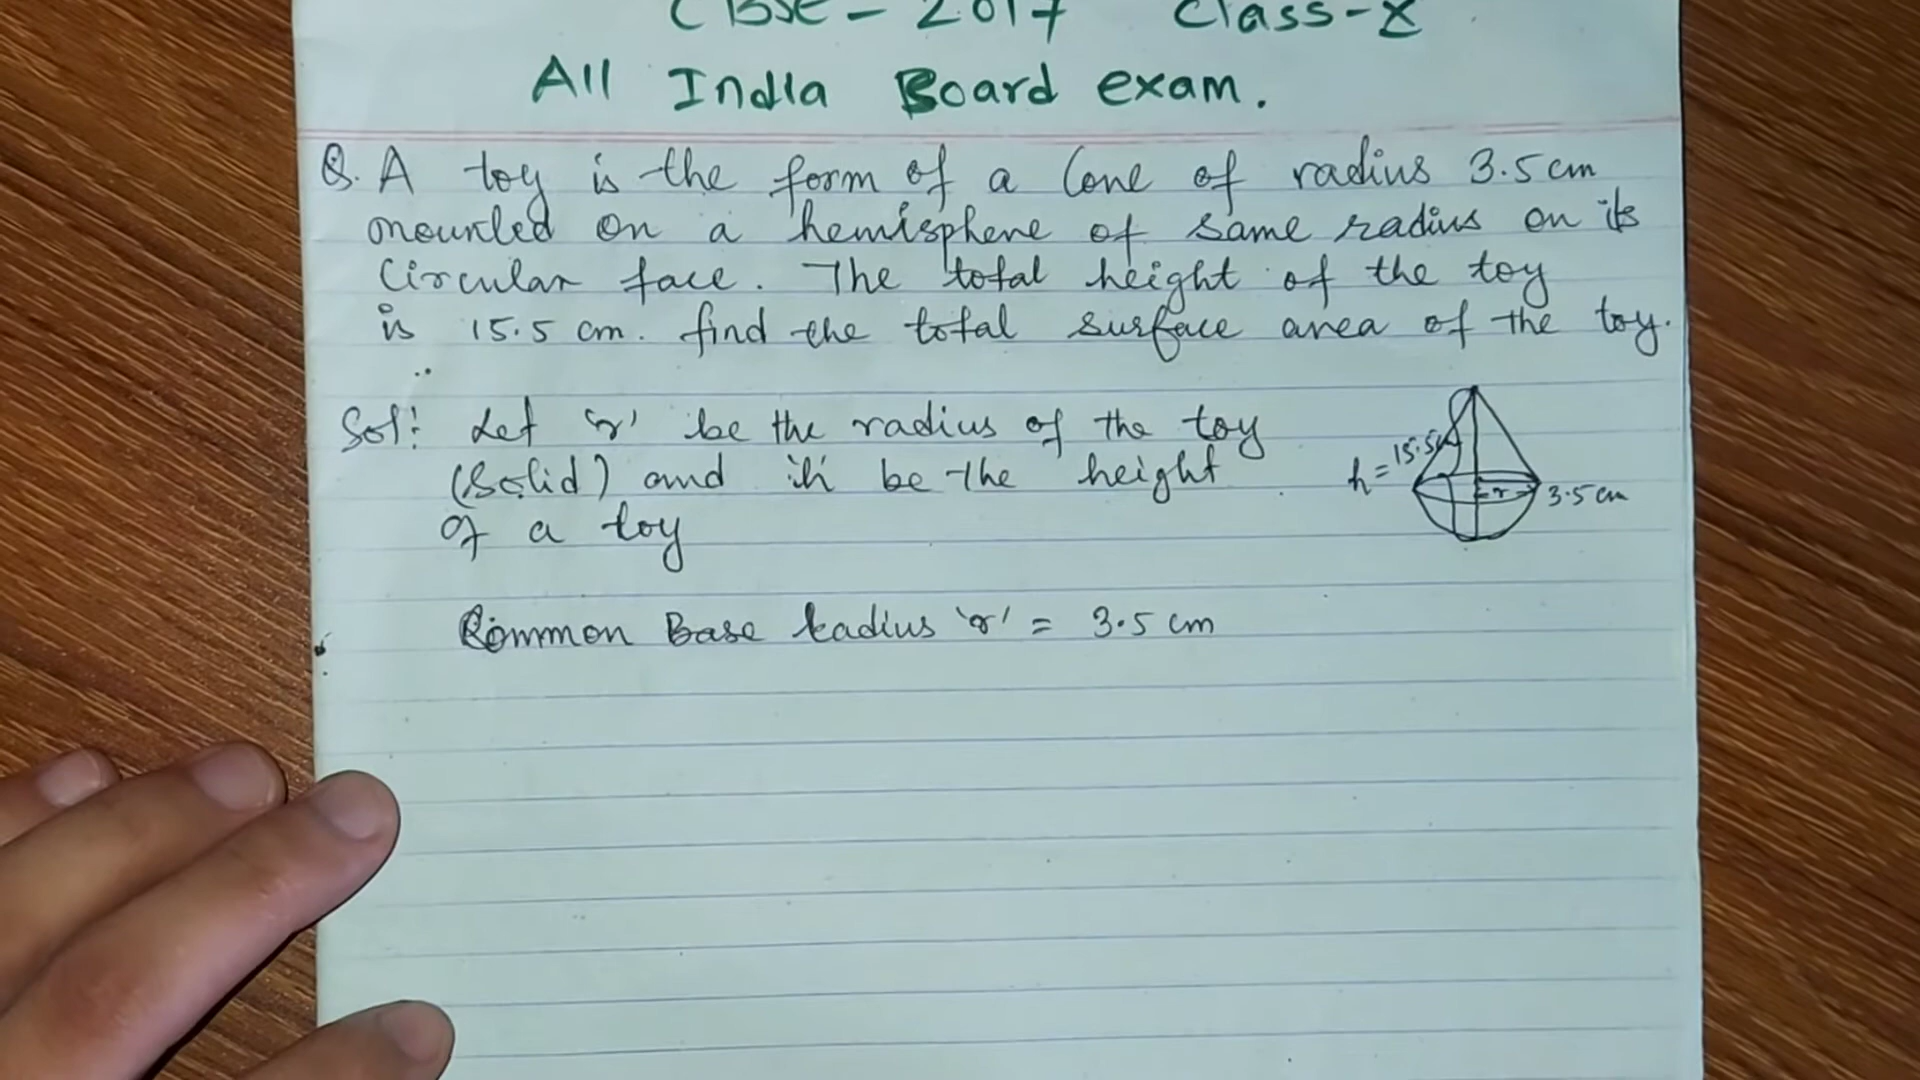 CBSE - 2017 Class-X
All India Board exam.
Q. A toy is the form of a Cone of radius 3.5 cm
mounted on a hemisphere of same radius on its
Circular face. The total height of the toy
is 15.5 cm. find the total surface area of the toy.
Sol: Let 'r' be the radius of the toy
(Solid) and 'h' be the height
of a toy
h = 15.5
r
3.5 cm
Common Base radius 'r' = 3.5 cm